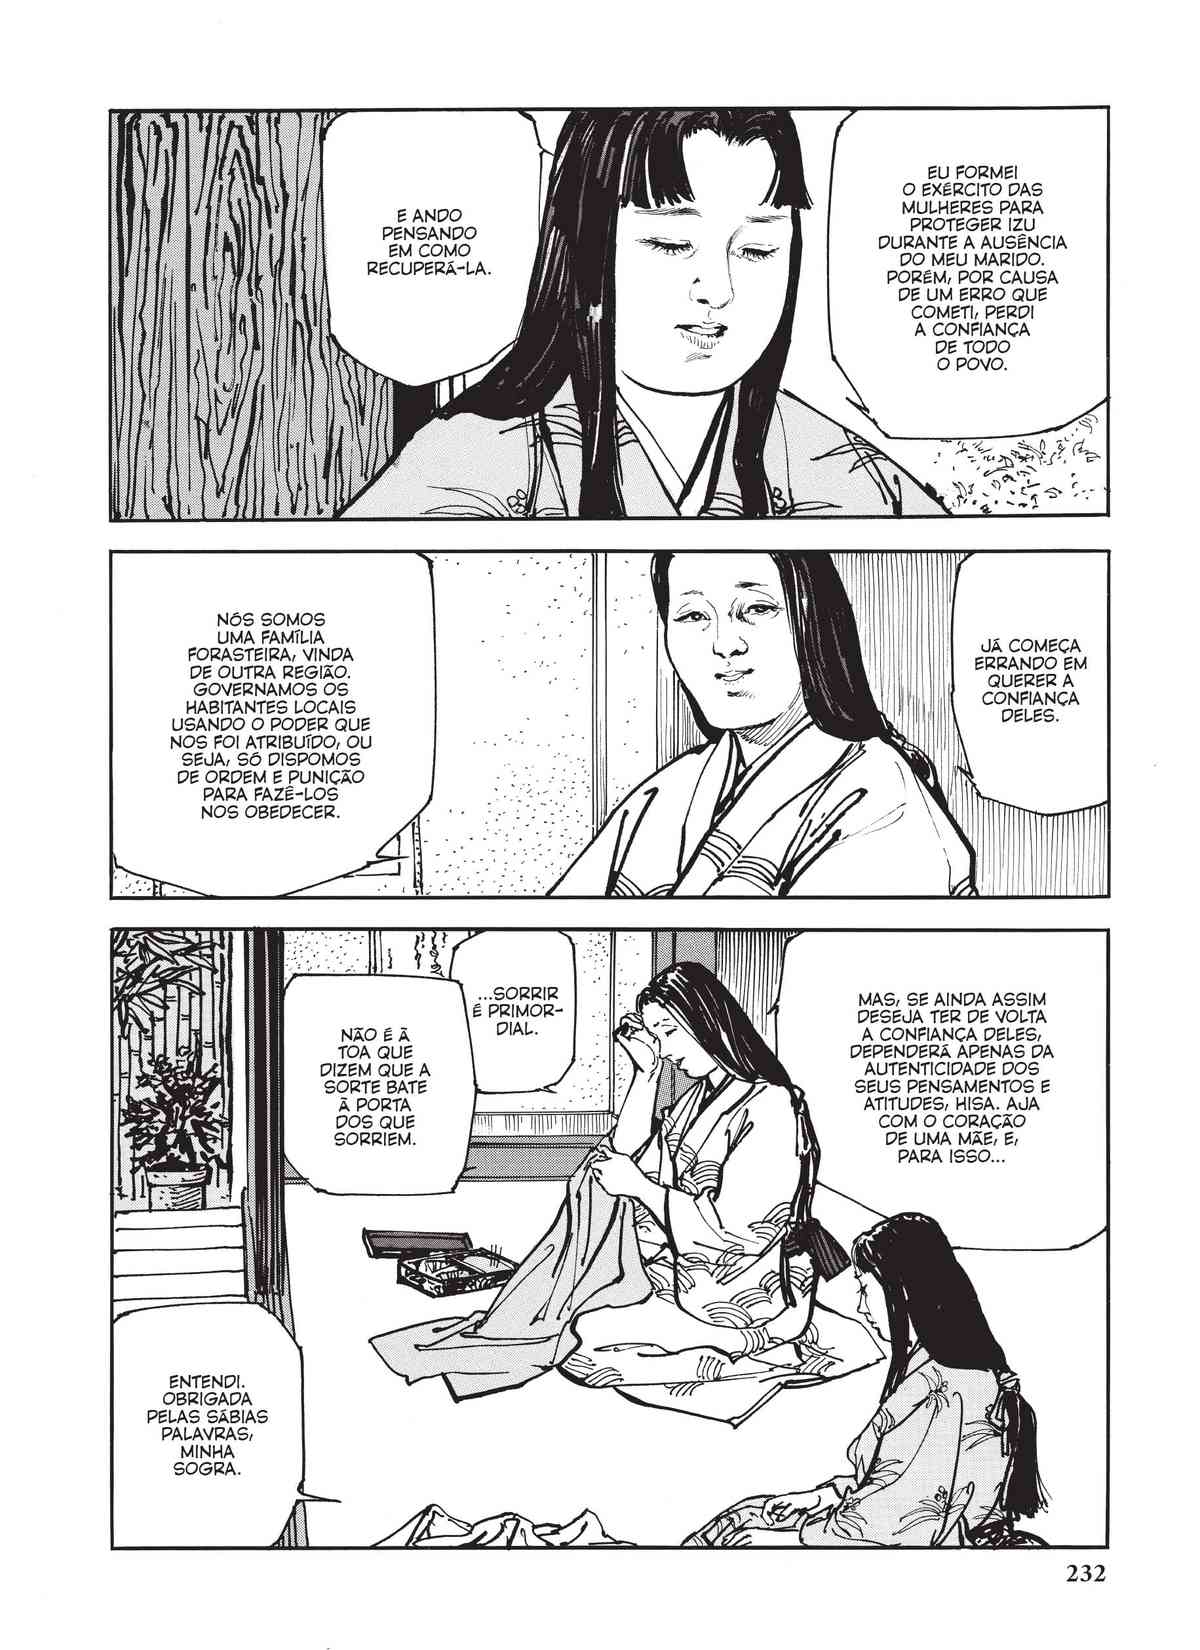 EU FORMEI
O EXÉRCITO DAS
MULHERES PARA
PROTEGER IZU
DURANTE A AUSÊNCIA
DO MEU MARIDO.
PORÉM, POR CAUSA
DE UM ERRO QUE
COMETI, PERDI
A CONFIANÇA
DE TODO
O POVO.
E ANDO
PENSANDO
EM COMO
RECUPERÁ-LA.
JÁ COMEÇA
ERRANDO EM
QUERER A
CONFIANÇA
DELES.
NÓS SOMOS
UMA FAMÍLIA
FORASTEIRA, VINDA
DE OUTRA REGIÃO.
GOVERNAMOS OS
HABITANTES LOCAIS
USANDO O PODER QUE
NOS FOI ATRIBUÍDO, OU
SEJA, SÓ DISPOMOS
DE ORDEM E PUNIÇÃO
PARA FAZÊ-LOS
NOS OBEDECER.
MAS, SE AINDA ASSIM
DESEJA TER DE VOLTA
A CONFIANÇA DELES,
DEPENDERÁ APENAS DA
AUTENTICIDADE DOS
SEUS PENSAMENTOS E
ATITUDES, HISA. AJA
COM O CORAÇÃO
DE UMA MÃE, E,
PARA ISSO...
...SORRIR
É PRIMOR-
DIAL.
NÃO É À
TOA QUE
DIZEM QUE A
SORTE BATE
À PORTA
DOS QUE
SORRIEM.
ENTENDI.
OBRIGADA
PELAS SÁBIAS
PALAVRAS,
MINHA
SOGRA.
232